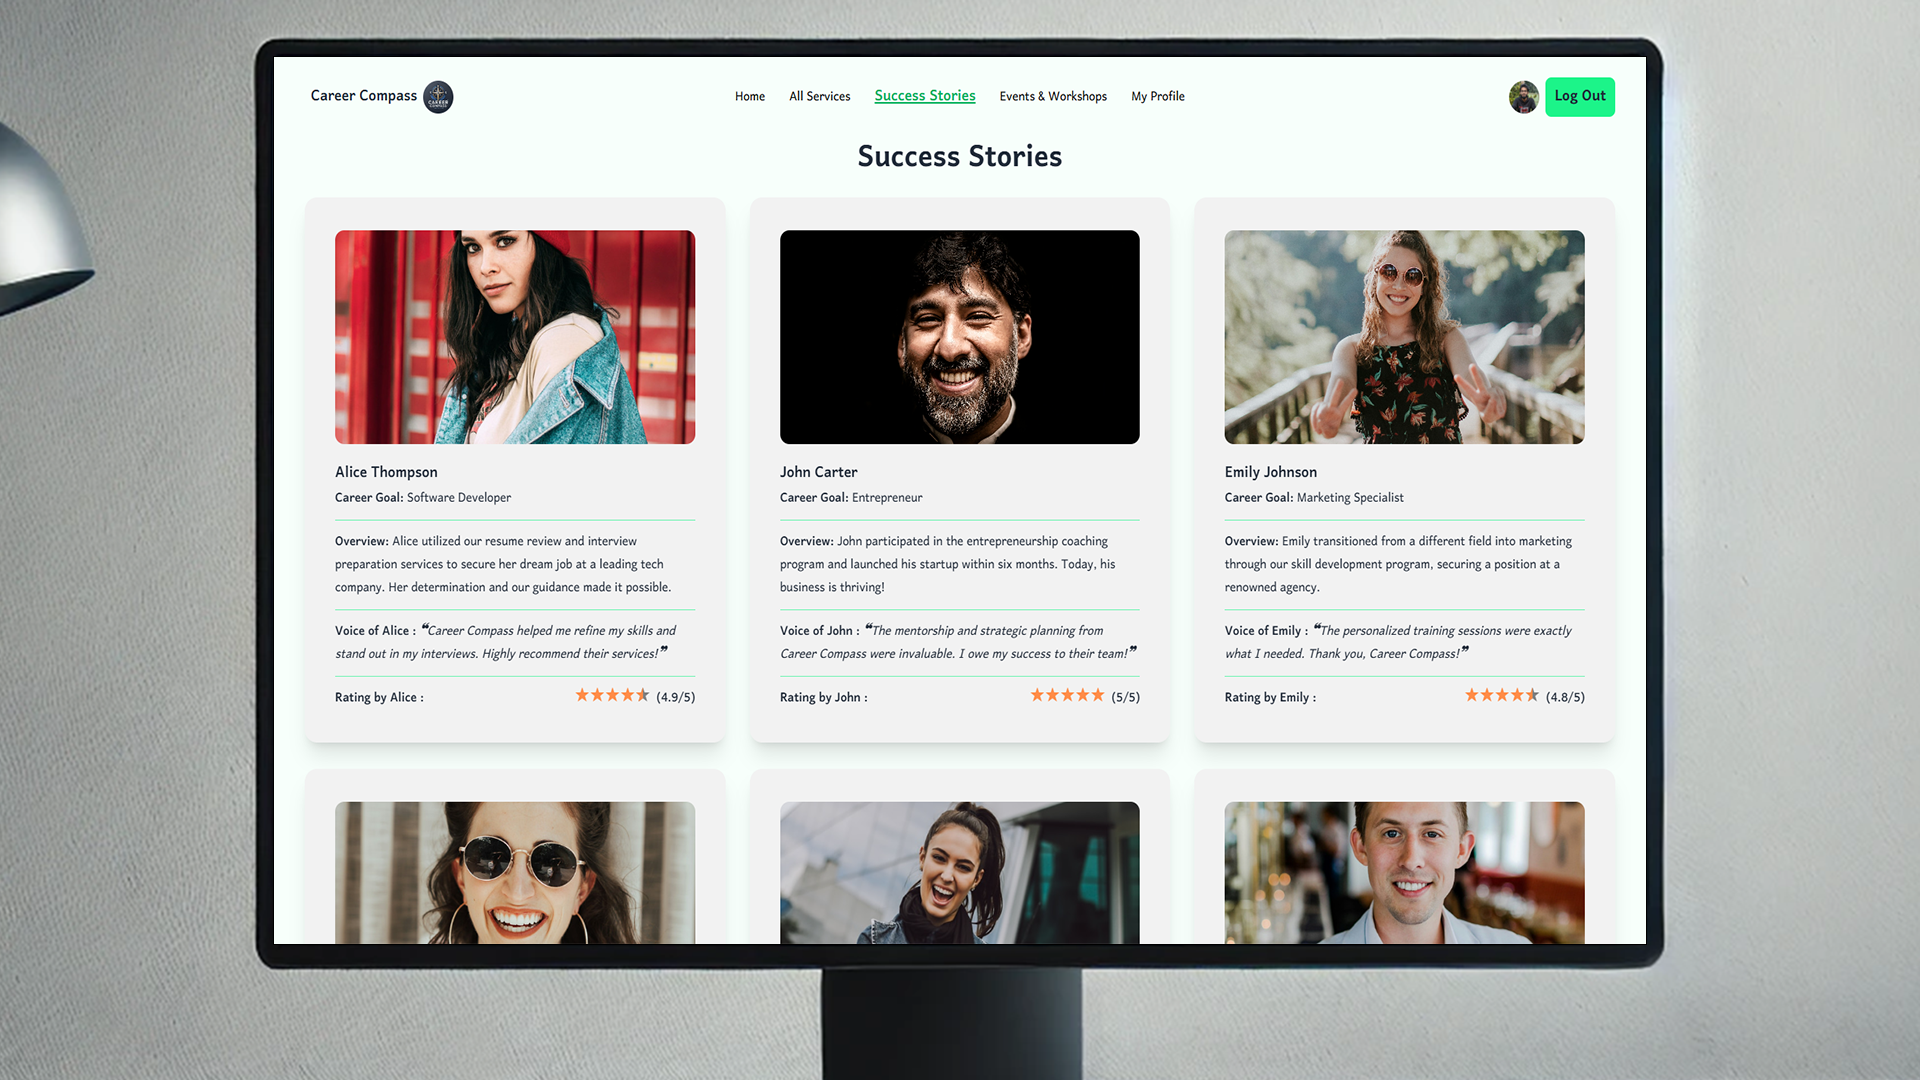 Career Compass
CAREER
COMPASS
Home
All Services
Success Stories
Events & Workshops
My Profile
Log Out
Success Stories
Alice Thompson
Career Goal: Software Developer
Overview: Alice utilized our resume review and interview
preparation services to secure her dream job at a leading tech
company. Her determination and our guidance made it possible.
Voice of Alice : ❝Career Compass helped me refine my skills and
stand out in my interviews. Highly recommend their services!❞
Rating by Alice :
(4.9/5)
John Carter
Career Goal: Entrepreneur
Overview: John participated in the entrepreneurship coaching
program and launched his startup within six months. Today, his
business is thriving!
Voice of John : ❝The mentorship and strategic planning from
Career Compass were invaluable. I owe my success to their team!❞
Rating by John :
(5/5)
Emily Johnson
Career Goal: Marketing Specialist
Overview: Emily transitioned from a different field into marketing
through our skill development program, securing a position at a
renowned agency.
Voice of Emily : ❝The personalized training sessions were exactly
what I needed. Thank you, Career Compass!❞
Rating by Emily :
(4.8/5)